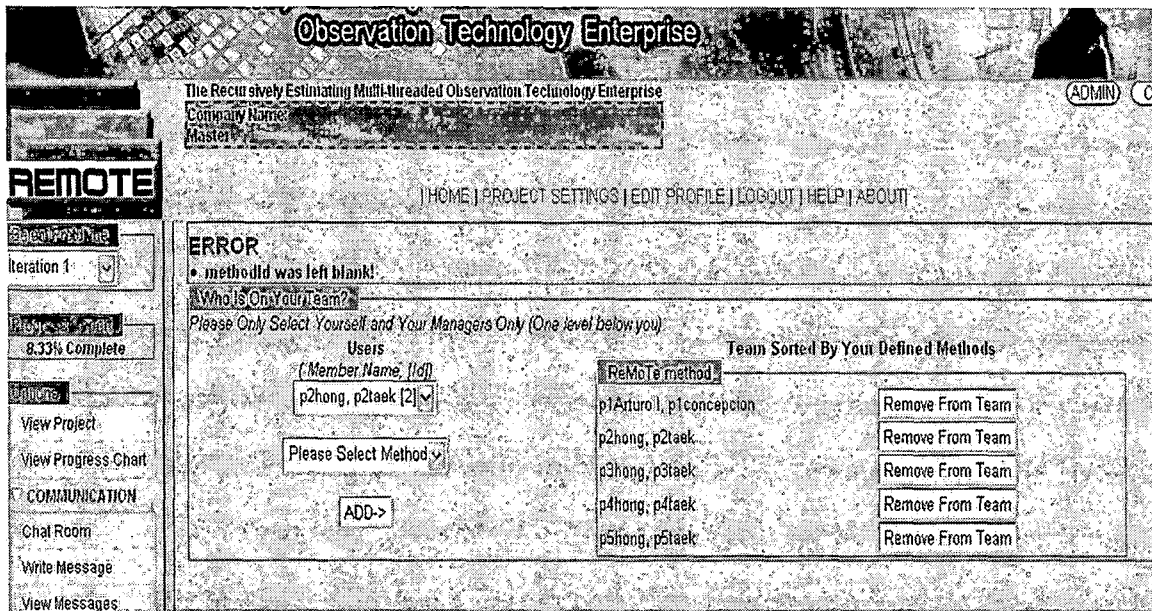 Observation Technology Enterprise
The Recursively Estimating Multi-threaded Observation Technology Enterprise
ADMIN
Company Name:
Master
REMOTE
| HOME | PROJECT SETTINGS | EDIT PROFILE | LOGOUT | HELP | ABOUT|
Iteration 1
8.33% Complete
Options
View Project
View Progress Chart
COMMUNICATION
Chat Room
Write Message
View Messages
ERROR
• methodId was left blank!
Who Is On Your Team?
Please Only Select Yourself and Your Managers Only (One level below you)
Users
( Member Name, [Id])
p2hong, p2taek [2]
Please Select Method
ADD->
Team Sorted By Your Defined Methods
ReMoTe method
p1Arturo I, p1concepcion Remove From Team
p2hong, p2taek Remove From Team
p3hong, p3taek Remove From Team
p4hong, p4taek Remove From Team
p5hong, p5taek Remove From Team